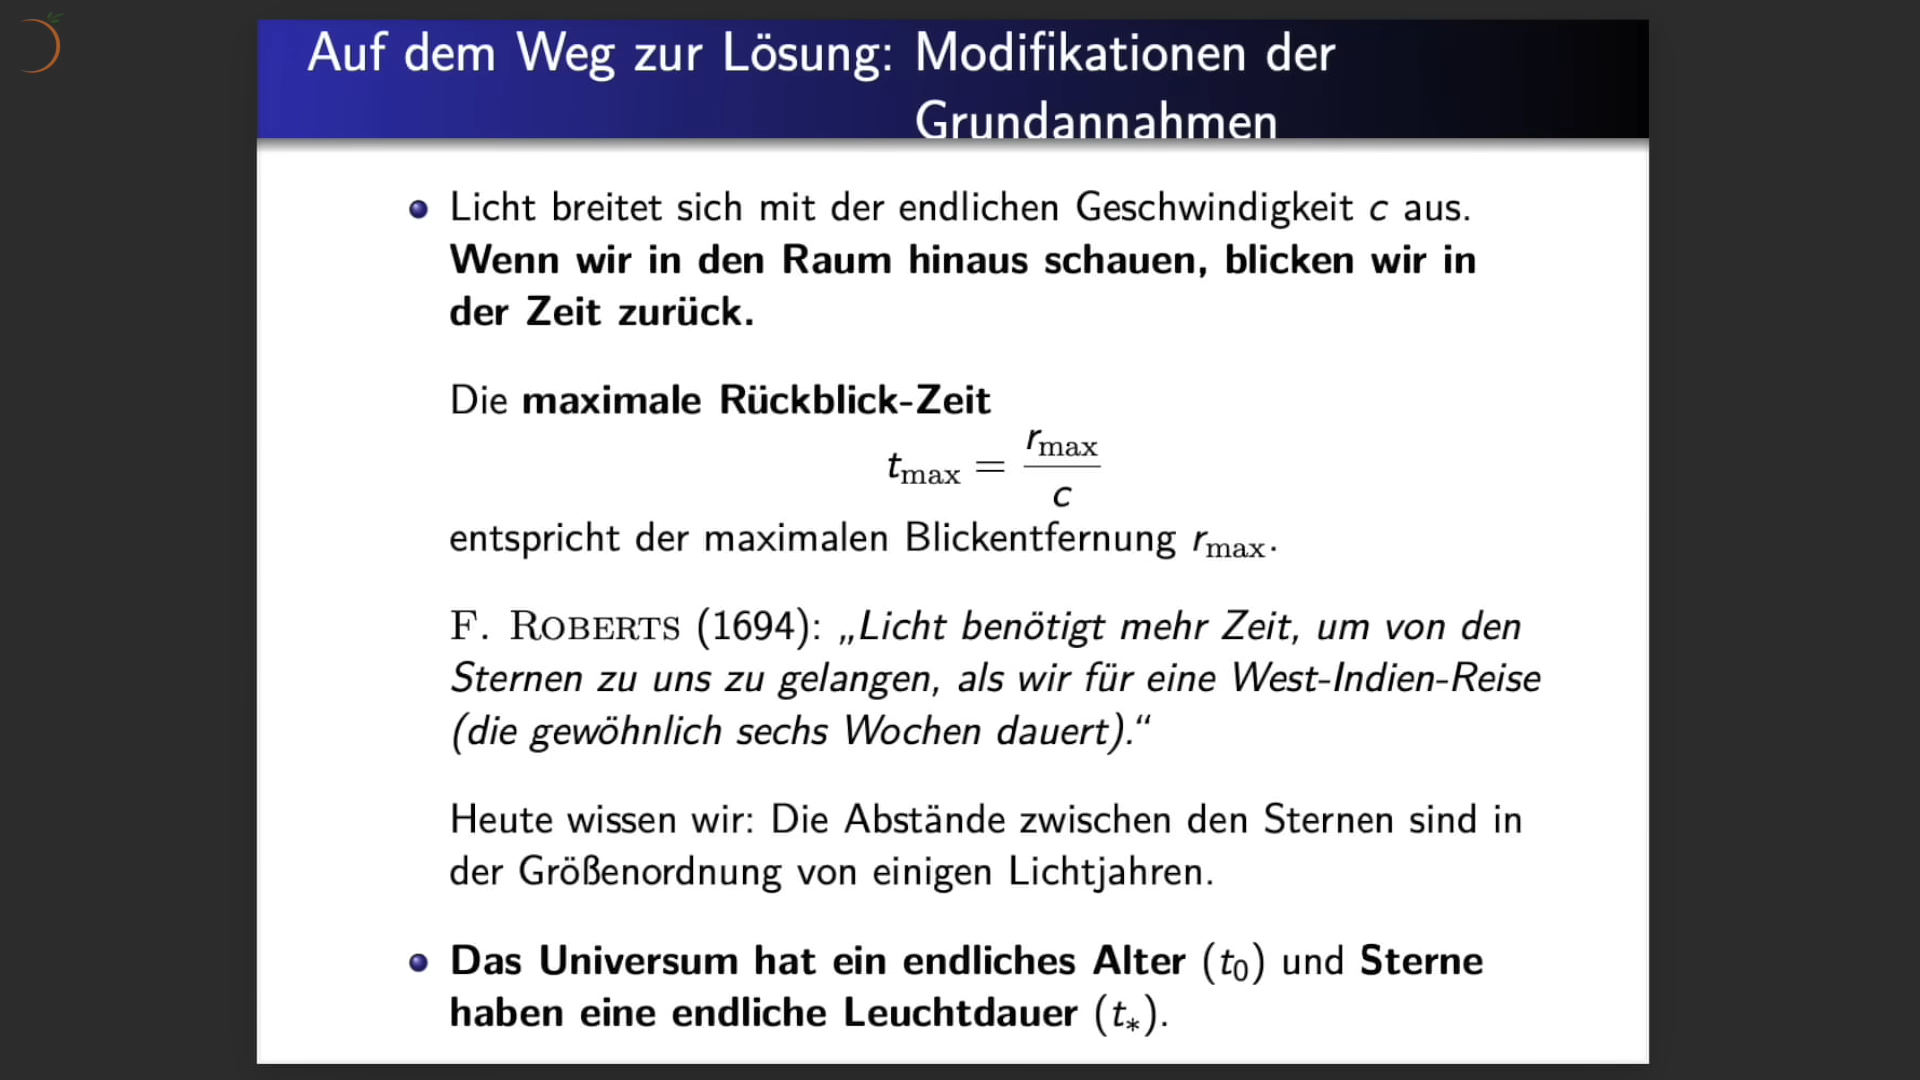 Auf dem Weg zur Lösung: Modifikationen der
Grundannahmen
Licht breitet sich mit der endlichen Geschwindigkeit c aus.
Wenn wir in den Raum hinaus schauen, blicken wir in
der Zeit zurück.
Die maximale Rückblick-Zeit
t_max = r_max / c
entspricht der maximalen Blickentfernung r_max.
F. ROBERTS (1694): „Licht benötigt mehr Zeit, um von den
Sternen zu uns zu gelangen, als wir für eine West-Indien-Reise
(die gewöhnlich sechs Wochen dauert).“
Heute wissen wir: Die Abstände zwischen den Sternen sind in
der Größenordnung von einigen Lichtjahren.
Das Universum hat ein endliches Alter (t_0) und Sterne
haben eine endliche Leuchtdauer (t_*).